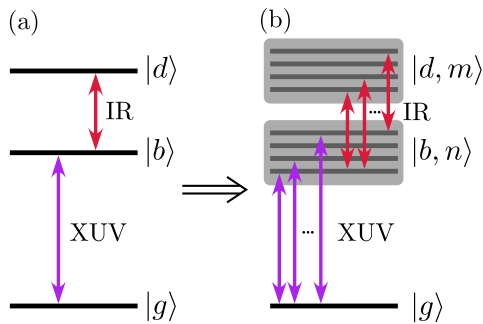 (a)
|d⟩
IR
|b⟩
XUV
|g⟩
(b)
|d, m⟩
... IR
|b, n⟩
... XUV
|g⟩